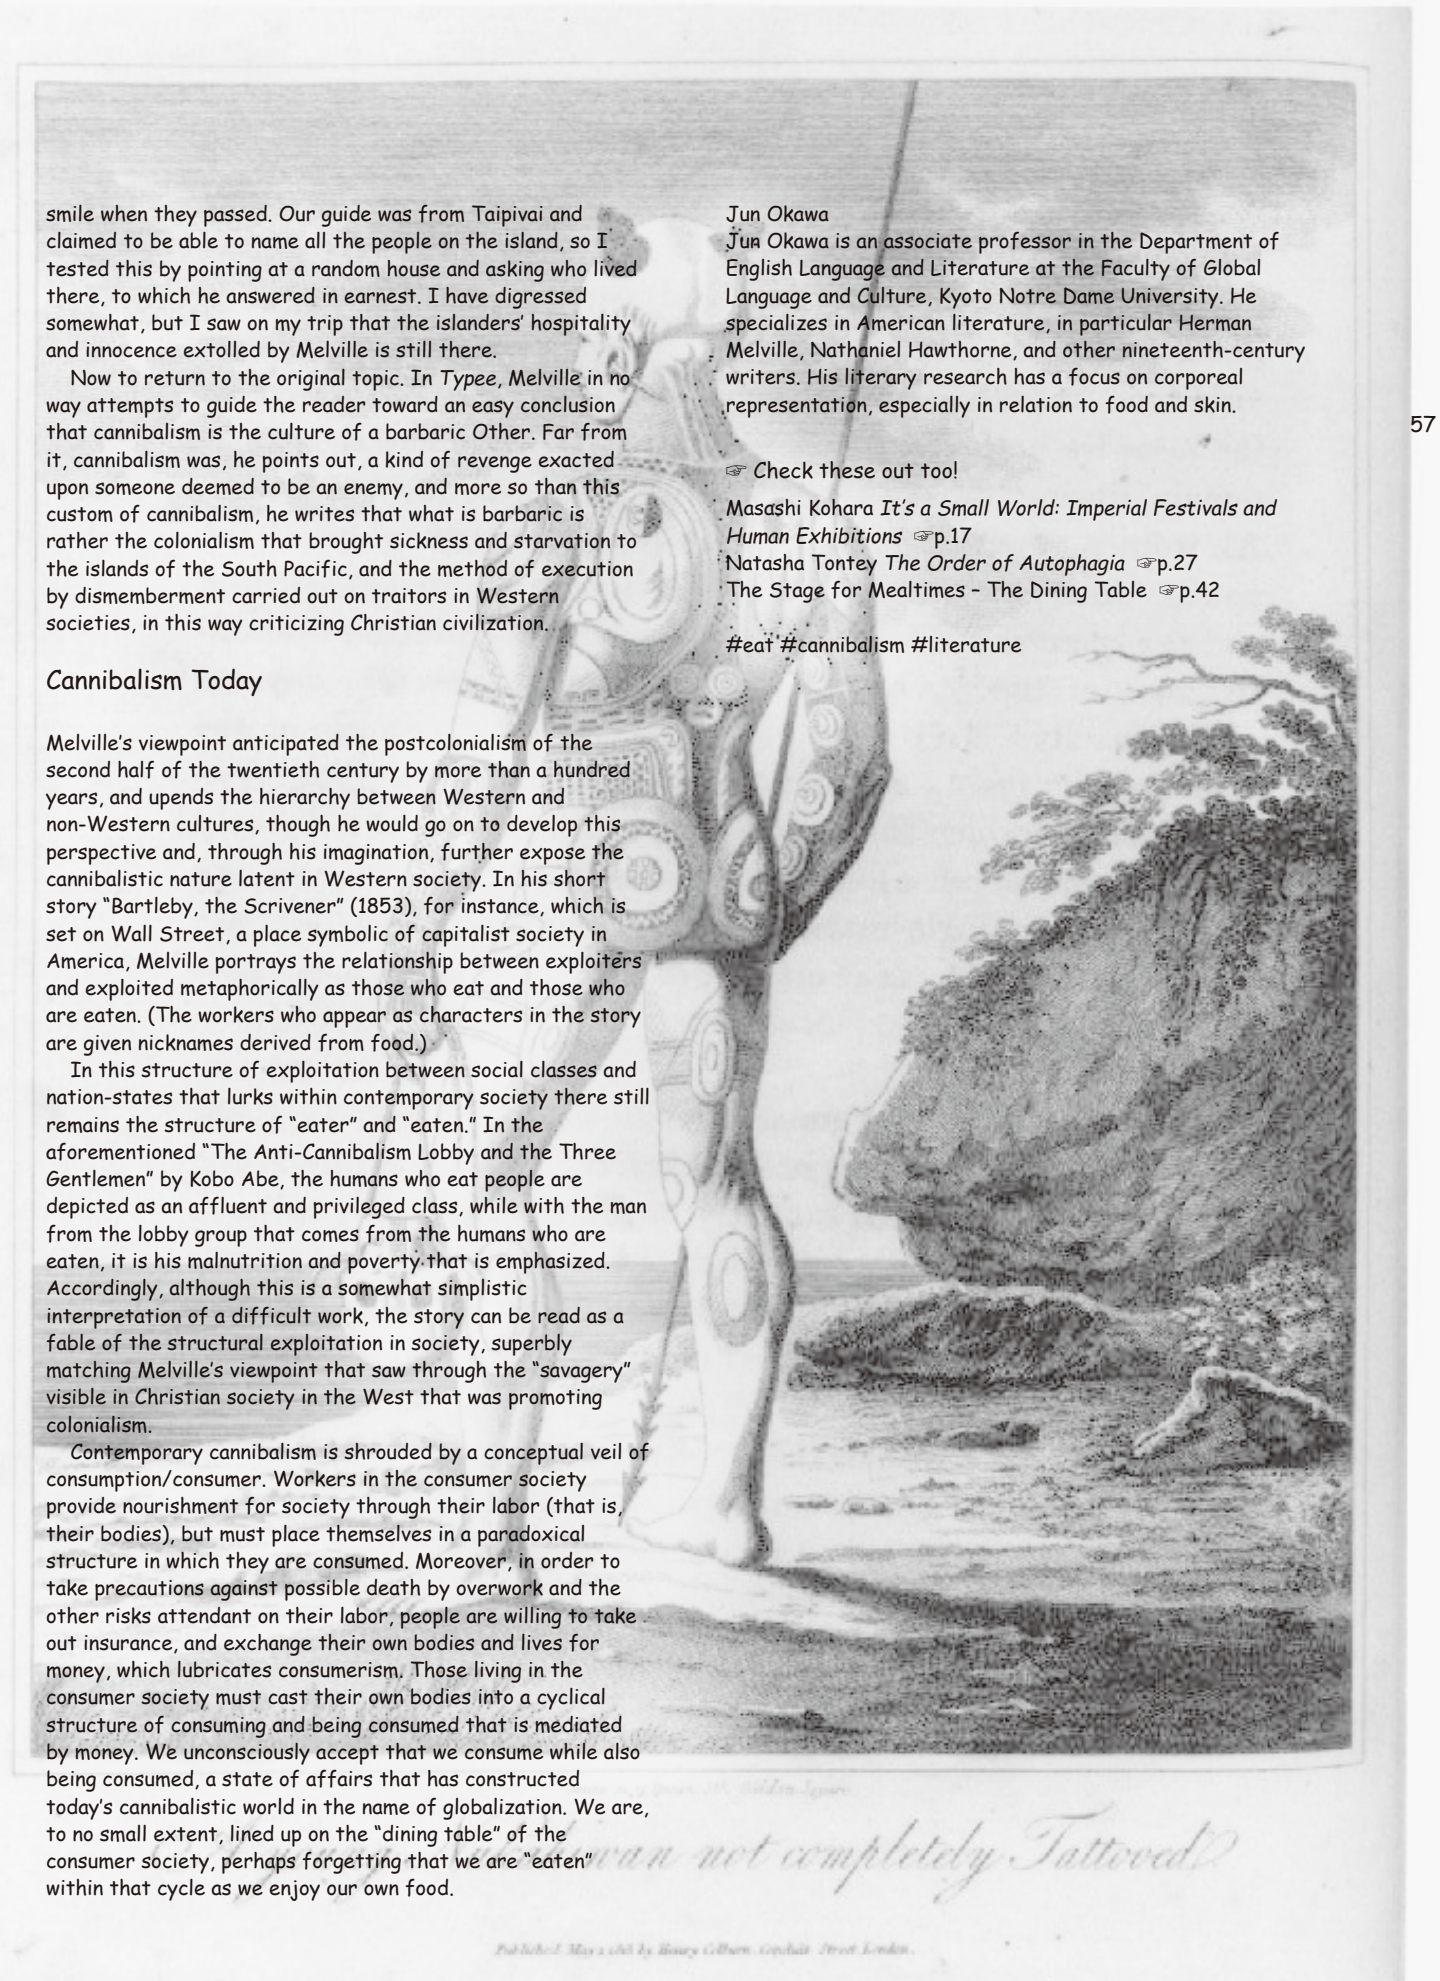 smile when they passed. Our guide was from Taipivai and
claimed to be able to name all the people on the island, so I
tested this by pointing at a random house and asking who lived
there, to which he answered in earnest. I have digressed
somewhat, but I saw on my trip that the islanders’ hospitality
and innocence extolled by Melville is still there.
Now to return to the original topic. In Typee, Melville in no
way attempts to guide the reader toward an easy conclusion
that cannibalism is the culture of a barbaric Other. Far from
it, cannibalism was, he points out, a kind of revenge exacted
upon someone deemed to be an enemy, and more so than this
custom of cannibalism, he writes that what is barbaric is
rather the colonialism that brought sickness and starvation to
the islands of the South Pacific, and the method of execution
by dismemberment carried out on traitors in Western
societies, in this way criticizing Christian civilization.
Cannibalism Today
Melville’s viewpoint anticipated the postcolonialism of the
second half of the twentieth century by more than a hundred
years, and upends the hierarchy between Western and
non-Western cultures, though he would go on to develop this
perspective and, through his imagination, further expose the
cannibalistic nature latent in Western society. In his short
story “Bartleby, the Scrivener” (1853), for instance, which is
set on Wall Street, a place symbolic of capitalist society in
America, Melville portrays the relationship between exploiters
and exploited metaphorically as those who eat and those who
are eaten. (The workers who appear as characters in the story
are given nicknames derived from food.)
In this structure of exploitation between social classes and
nation-states that lurks within contemporary society there still
remains the structure of “eater” and “eaten.” In the
aforementioned “The Anti-Cannibalism Lobby and the Three
Gentlemen” by Kobo Abe, the humans who eat people are
depicted as an affluent and privileged class, while with the man
from the lobby group that comes from the humans who are
eaten, it is his malnutrition and poverty that is emphasized.
Accordingly, although this is a somewhat simplistic
interpretation of a difficult work, the story can be read as a
fable of the structural exploitation in society, superbly
matching Melville’s viewpoint that saw through the “savagery”
visible in Christian society in the West that was promoting
colonialism.
Contemporary cannibalism is shrouded by a conceptual veil of
consumption/consumer. Workers in the consumer society
provide nourishment for society through their labor (that is,
their bodies), but must place themselves in a paradoxical
structure in which they are consumed. Moreover, in order to
take precautions against possible death by overwork and the
other risks attendant on their labor, people are willing to take
out insurance, and exchange their own bodies and lives for
money, which lubricates consumerism. Those living in the
consumer society must cast their own bodies into a cyclical
structure of consuming and being consumed that is mediated
by money. We unconsciously accept that we consume while also
being consumed, a state of affairs that has constructed
today’s cannibalistic world in the name of globalization. We are,
to no small extent, lined up on the “dining table” of the
consumer society, perhaps forgetting that we are “eaten”
within that cycle as we enjoy our own food.
Jun Okawa
Jun Okawa is an associate professor in the Department of
English Language and Literature at the Faculty of Global
Language and Culture, Kyoto Notre Dame University. He
specializes in American literature, in particular Herman
Melville, Nathaniel Hawthorne, and other nineteenth-century
writers. His literary research has a focus on corporeal
representation, especially in relation to food and skin.
☞ Check these out too!
Masashi Kohara It’s a Small World: Imperial Festivals and
Human Exhibitions ☞p.17
Natasha Tontey The Order of Autophagia ☞p.27
The Stage for Mealtimes – The Dining Table ☞p.42
#eat #cannibalism #literature
57
not completely Tattoved.
Published May by Henry Colburn, Conduit Street London.